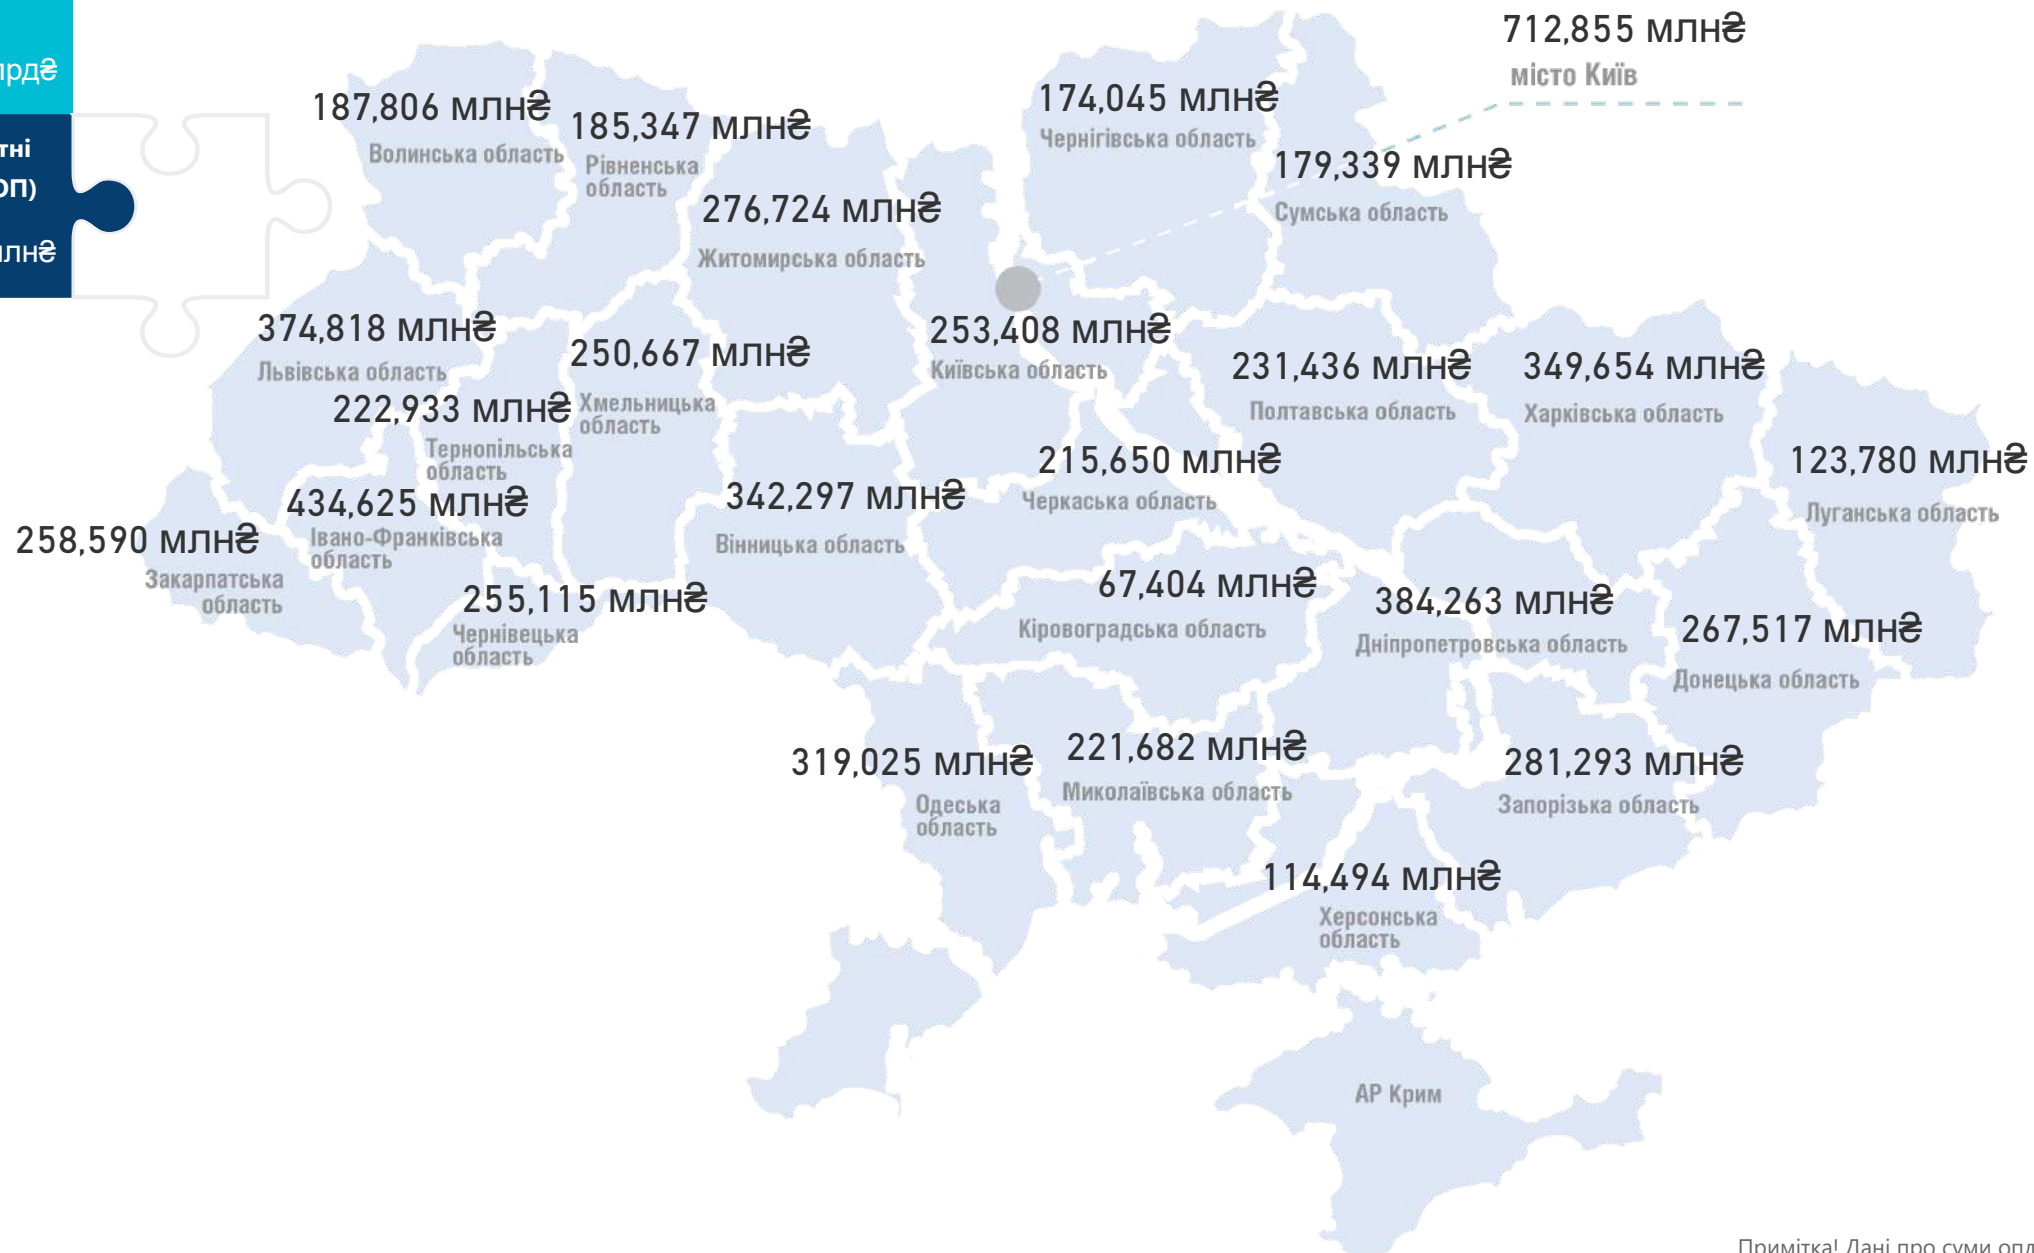 712,855 млн₴
місто Київ
млн₴
187,806 млн₴
Волинська область
185,347 млн₴
Рівненська
область
174,045 млн₴
Чернігівська область
179,339 млн₴
Сумська область
276,724 млн₴
Житомирська область
374,818 млн₴
Львівська область
250,667 млн₴
Хмельницька
область
253,408 млн₴
Київська область
231,436 млн₴
Полтавська область
349,654 млн₴
Харківська область
222,933 млн₴
Тернопільська
область
215,650 млн₴
Черкаська область
123,780 млн₴
Луганська область
434,625 млн₴
Івано-Франківська
область
342,297 млн₴
Вінницька область
258,590 млн₴
Закарпатська
область
255,115 млн₴
Чернівецька
область
67,404 млн₴
Кіровоградська область
384,263 млн₴
Дніпропетровська область
267,517 млн₴
Донецька область
319,025 млн₴
Одеська
область
221,682 млн₴
Миколаївська область
281,293 млн₴
Запорізька область
114,494 млн₴
Херсонська
область
АР Крим
Примітка! Дані про суми